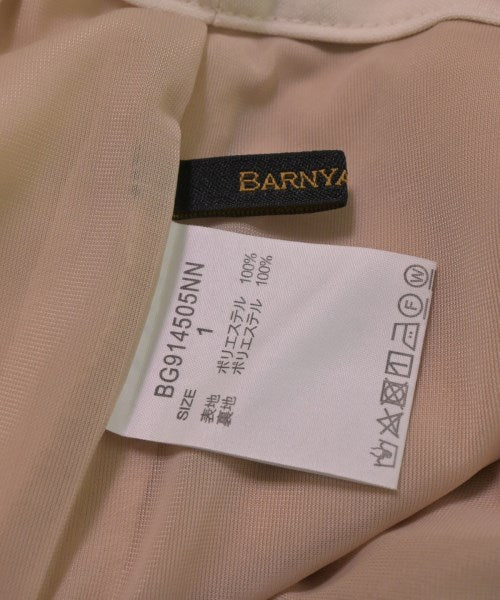 BARNYA
BG914505NN
SIZE 1
表地 ポリエステル 100%
裏地 ポリエステル 100%
F W